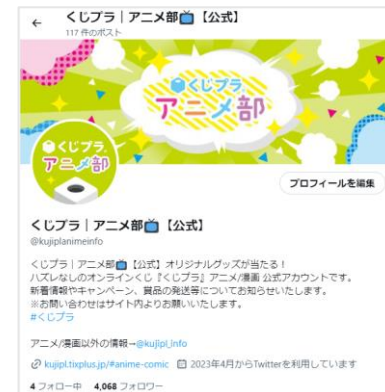 くじプラ｜アニメ部📺【公式】
117 件のポスト
くじプラ
アニメ部
くじプラ
アニメ部
プロフィールを編集
くじプラ｜アニメ部📺【公式】
@kujiplanimeinfo
くじプラ｜アニメ部📺【公式】オリジナルグッズが当たる！
ハズレなしのオンラインくじ『くじプラ』アニメ/漫画 公式アカウントです。
新着情報やキャンペーン、賞品の発送等についてお知らせいたします。
※お問い合わせはサイト内よりお願いいたします。
#くじプラ
アニメ/漫画以外の情報→@kujipl_info
kujipl.tixplus.jp/#anime-comic 2023年4月からTwitterを利用しています
4 フォロー中 4,068 フォロワー